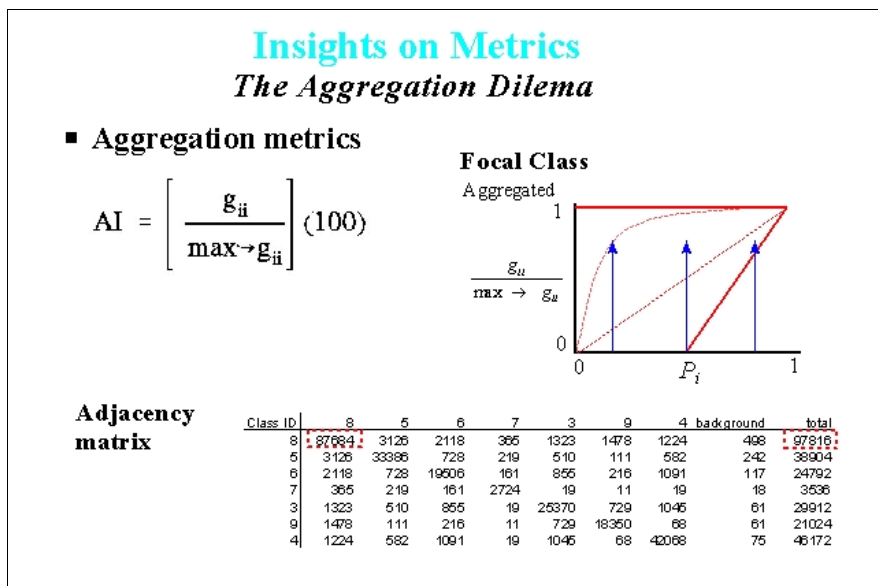 Insights on Metrics
The Aggregation Dilema
▪ Aggregation metrics
AI = [ g_ii / max→g_ii ] (100)
Focal Class
Aggregated
1
g_ii
max → g_ii
0
0 P_i 1
Adjacency
matrix
Class ID 8 5 6 7 3 9 4 background total
8 87684 3126 2118 365 1323 1478 1224 498 97816
5 3126 33386 728 219 510 111 582 242 38904
6 2118 728 19506 161 855 216 1091 117 24792
7 365 219 161 2724 19 11 19 18 3536
3 1323 510 855 19 25370 729 1045 61 29912
9 1478 111 216 11 729 18350 68 61 21024
4 1224 582 1091 19 1045 68 42068 75 46172